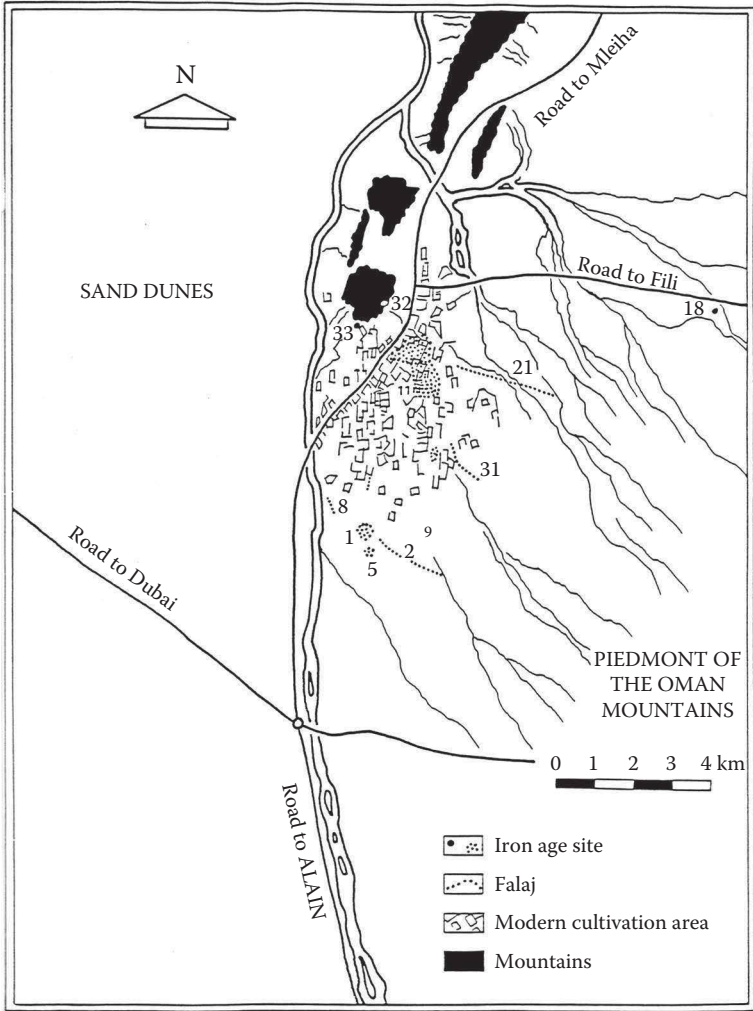 N
Road to Mleiha
SAND DUNES
Road to Fili
32
18
33
21
11
31
8
9
1
2
5
Road to Dubai
PIEDMONT OF
THE OMAN
MOUNTAINS
0 1 2 3 4 km
Road to ALAIN
Iron age site
Falaj
Modern cultivation area
Mountains